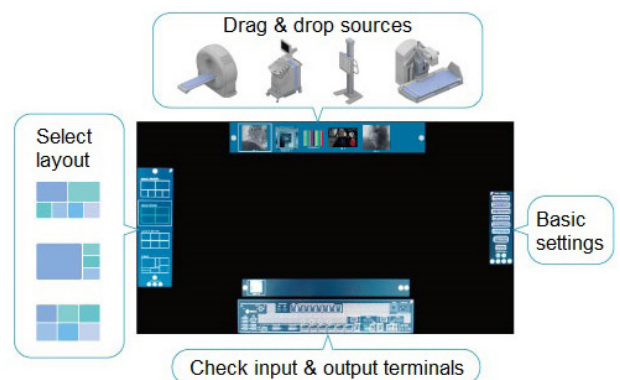 Drag & drop sources
Select
layout
Basic
settings
Check input & output terminals